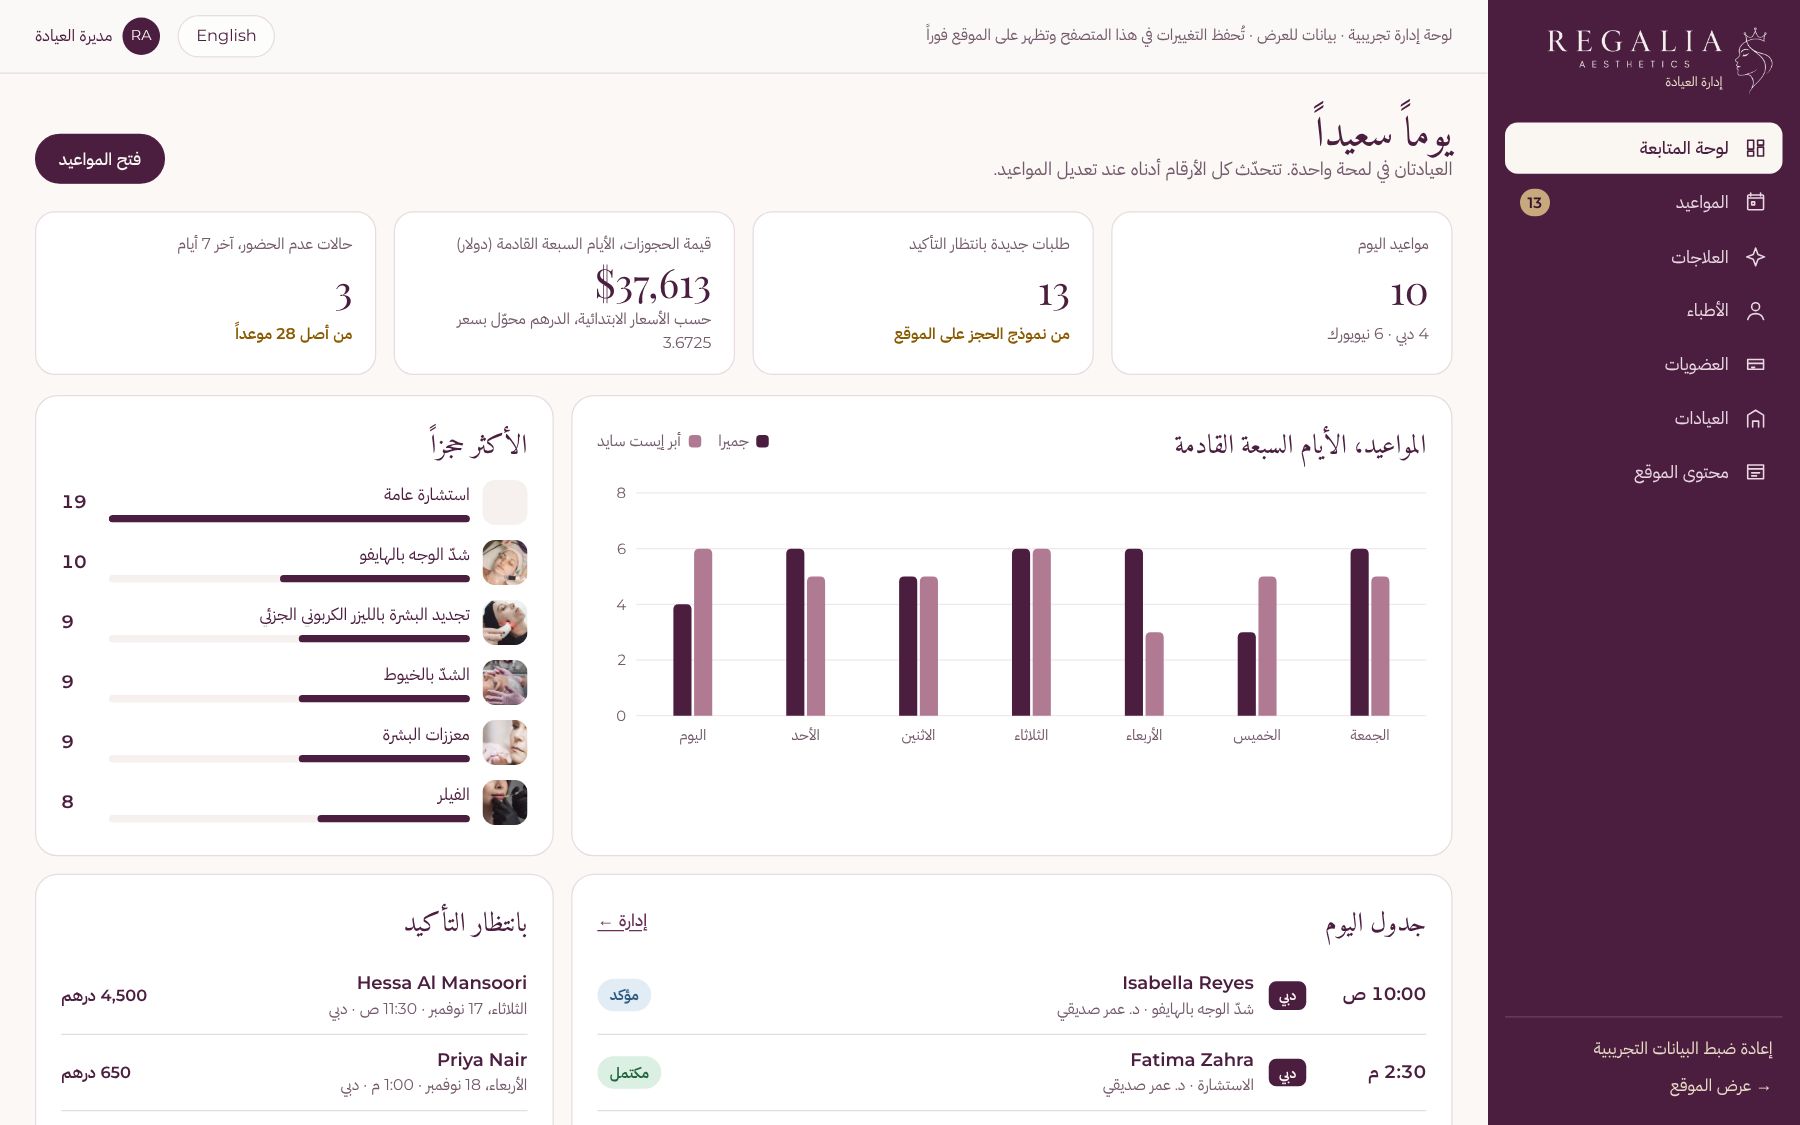 REGALIA
AESTHETICS
إدارة العيادة
لوحة المتابعة
المواعيد
13
العلاجات
الأطباء
العضويات
العيادات
محتوى الموقع
إعادة ضبط البيانات التجريبية
عرض الموقع →
لوحة إدارة تجريبية · بيانات للعرض · تُحفظ التغييرات في هذا المتصفح وتظهر على الموقع فوراً
English
RA
مديرة العيادة
يوماً سعيداً
العيادتان في لمحة واحدة. تتحدّث كل الأرقام أدناه عند تعديل المواعيد.
فتح المواعيد
مواعيد اليوم
10
4 دبي · 6 نيويورك
طلبات جديدة بانتظار التأكيد
13
من نموذج الحجز على الموقع
قيمة الحجوزات، الأيام السبعة القادمة (دولار)
$37,613
حسب الأسعار الابتدائية، الدرهم محوّل بسعر
3.6725
حالات عدم الحضور، آخر 7 أيام
3
من أصل 28 موعداً
المواعيد، الأيام السبعة القادمة
جميرا
أبر إيست سايد
8
6
4
2
0
اليوم
الأحد
الاثنين
الثلاثاء
الأربعاء
الخميس
الجمعة
الأكثر حجزاً
استشارة عامة
19
شدّ الوجه بالهايفو
10
تجديد البشرة بالليزر الكربوني الجزئي
9
الشدّ بالخيوط
9
معززات البشرة
9
الفيلر
8
جدول اليوم
إدارة ←
10:00 ص
دبي
Isabella Reyes
شدّ الوجه بالهايفو · د. عمر صديقي
مؤكد
2:30 م
دبي
Fatima Zahra
الاستشارة · د. عمر صديقي
مكتمل
بانتظار التأكيد
Hessa Al Mansoori
الثلاثاء، 17 نوفمبر · 11:30 ص · دبي
4,500 درهم
Priya Nair
الأربعاء، 18 نوفمبر · 1:00 م · دبي
650 درهم